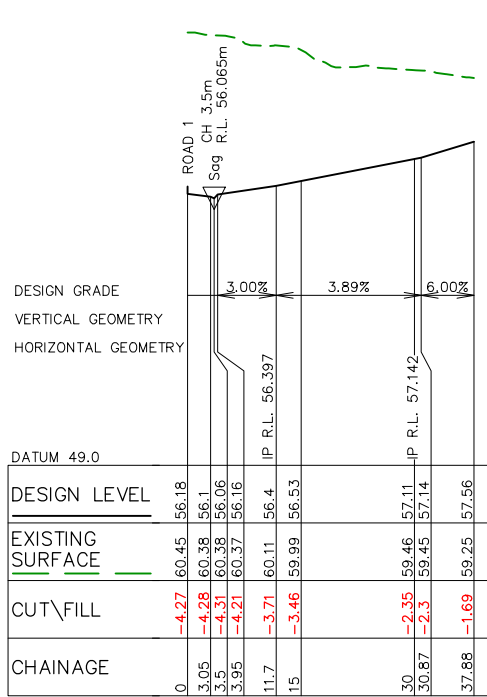 ROAD 1
Sag CH 3.5m
R.L. 56.065m
DESIGN GRADE 3.00% 3.89% 6.00%
VERTICAL GEOMETRY
HORIZONTAL GEOMETRY
IP R.L. 56.397
IP R.L. 57.142
DATUM 49.0
DESIGN LEVEL 56.18 56.1 56.06 56.16 56.4 56.53 57.11 57.14 57.56
EXISTING SURFACE 60.45 60.38 60.38 60.37 60.11 59.99 59.46 59.45 59.25
CUT\FILL -4.27 -4.28 -4.31 -4.21 -3.71 -3.46 -2.35 -2.3 -1.69
CHAINAGE 0 3.05 3.5 3.95 11.7 15 30 30.87 37.88